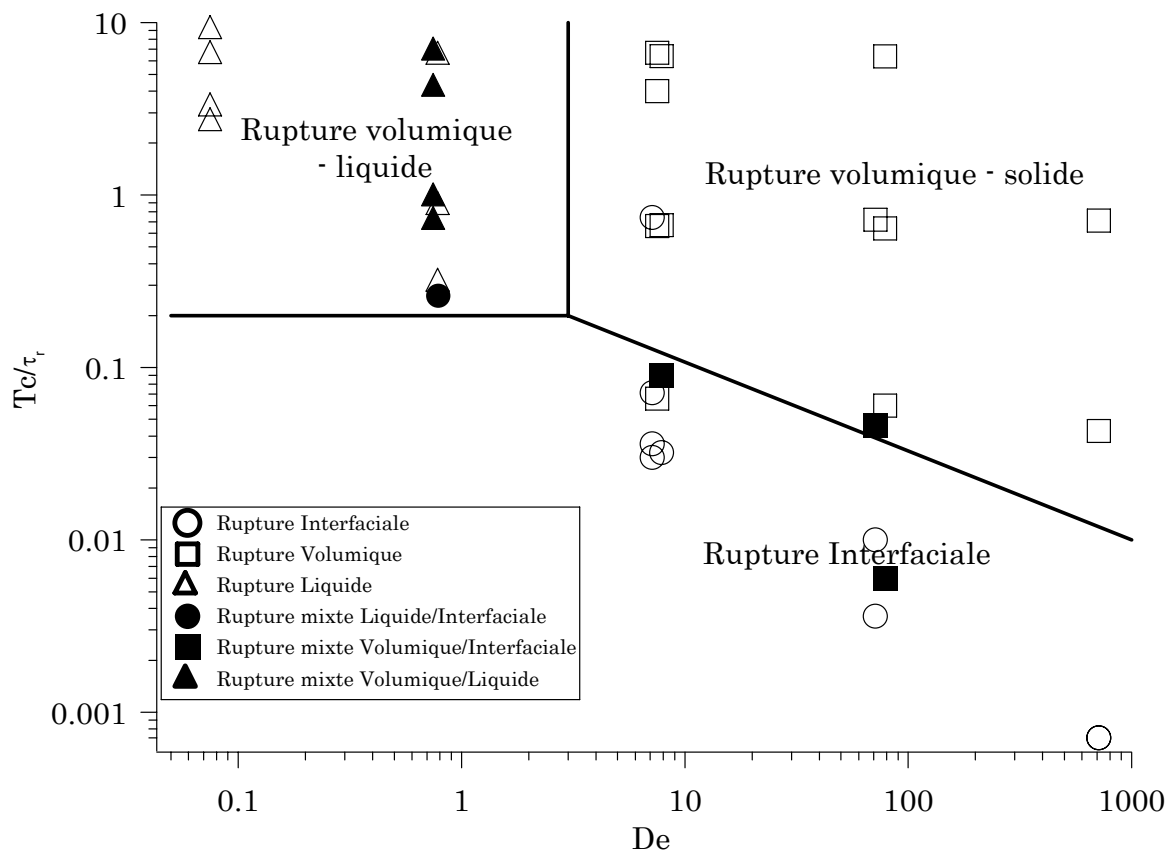 10
1
0.1
0.01
0.001
Tc/τr
Rupture volumique
- liquide
Rupture volumique - solide
Rupture Interfaciale
Rupture Interfaciale
Rupture Volumique
Rupture Liquide
Rupture mixte Liquide/Interfaciale
Rupture mixte Volumique/Interfaciale
Rupture mixte Volumique/Liquide
0.1
1
10
100
1000
De